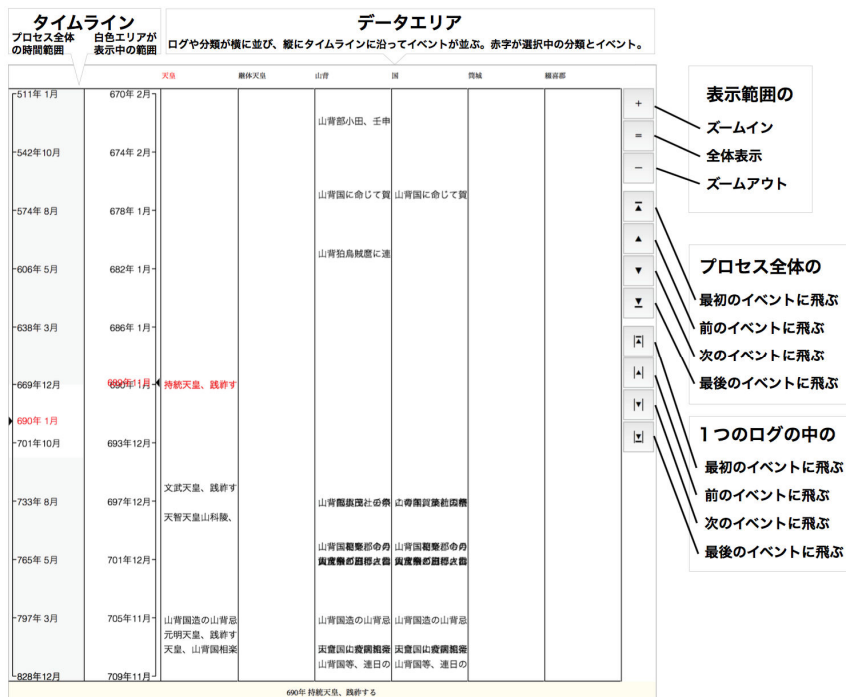 タイムライン
プロセス全体
の時間範囲
白色エリアが
表示中の範囲
データエリア
ログや分類が横に並び、縦にタイムラインに沿ってイベントが並ぶ。赤字が選択中の分類とイベント。
天皇
継体天皇
山背
国
筒城
綴喜郡
511年 1月
542年10月
574年 8月
606年 5月
638年 3月
669年12月
690年 1月
701年10月
733年 8月
765年 5月
797年 3月
828年12月
670年 2月
674年 2月
678年 1月
682年 1月
686年 1月
690年 1月
693年12月
697年12月
701年12月
705年11月
709年11月
持統天皇、践祚す
文武天皇、践祚す
天智天皇山科陵、
山背国造の山背忌
元明天皇、践祚す
天皇、山背国相楽
山背部小田、壬申
山背国に命じて賀
山背狛烏賊麿に連
山背国造の山背忌
山背国等、連日の
山背国に命じて賀
山背国造の山背忌
山背国等、連日の
690年 持統天皇、践祚する
+
=
−
表示範囲の
ズームイン
全体表示
ズームアウト
プロセス全体の
最初のイベントに飛ぶ
前のイベントに飛ぶ
次のイベントに飛ぶ
最後のイベントに飛ぶ
1つのログの中の
最初のイベントに飛ぶ
前のイベントに飛ぶ
次のイベントに飛ぶ
最後のイベントに飛ぶ